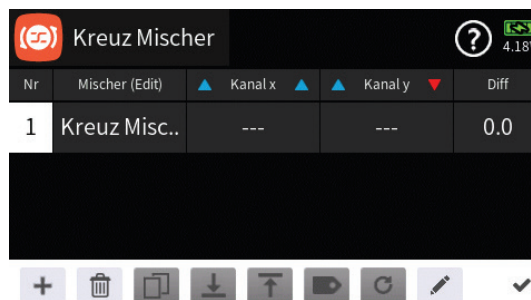 Kreuz Mischer
? 4.18
Nr Mischer (Edit) Kanal x Kanal y Diff
1 Kreuz Misc.. --- --- 0.0